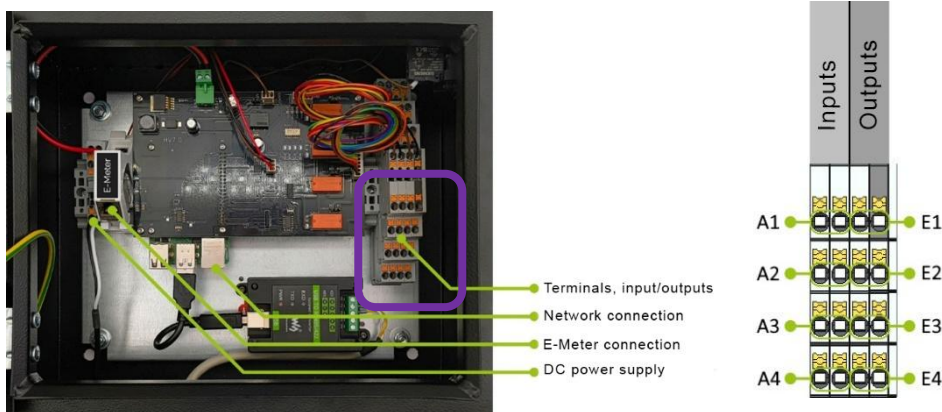 E-Meter
Terminals, input/outputs
Network connection
E-Meter connection
DC power supply
Inputs
Outputs
A1
E1
A2
E2
A3
E3
A4
E4